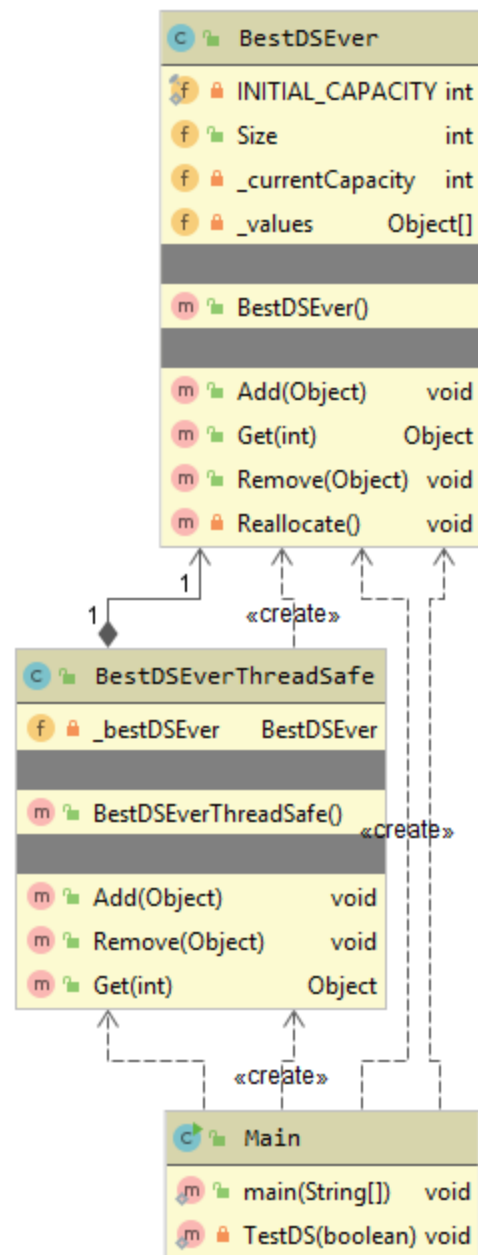 BestDSEver
INITIAL_CAPACITY int
Size int
_currentCapacity int
_values Object[]
BestDSEver()
Add(Object) void
Get(int) Object
Remove(Object) void
Reallocate() void
1
1
«create»
BestDSEverThreadSafe
_bestDSEver BestDSEver
BestDSEverThreadSafe()
«create»
Add(Object) void
Remove(Object) void
Get(int) Object
«create»
Main
main(String[]) void
TestDS(boolean) void